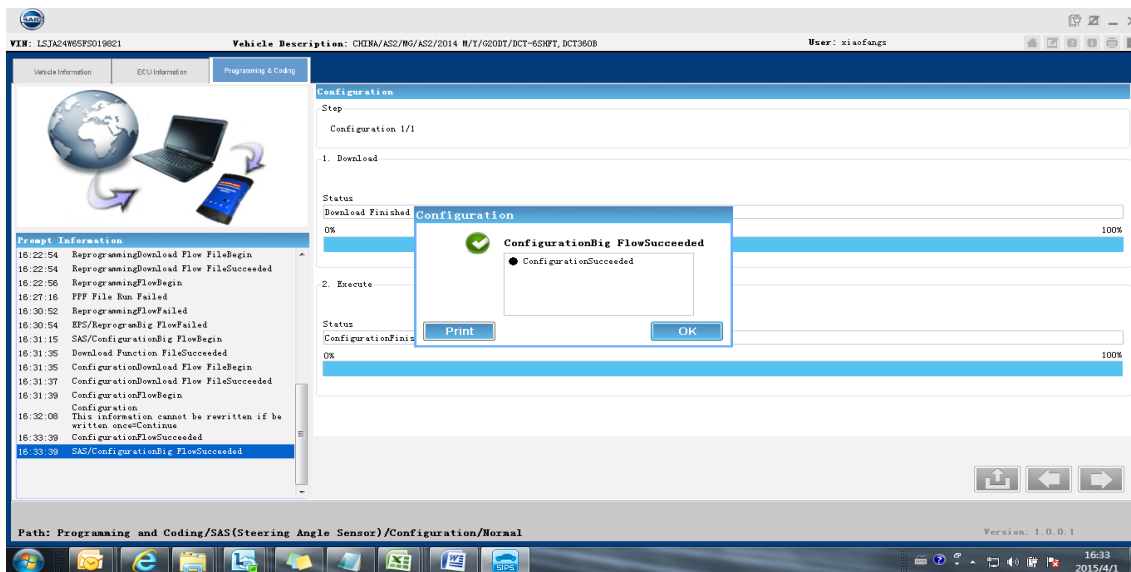 SAIC
VIN: LSJA24W65FS019821
Vehicle Description: CHINA/AS2/MG/AS2/2014 M/Y/G20DT/DCT-6SHFT, DCT360B
User: xiaofangs
Vehicle Information
ECU Information
Programming & Coding
Configuration
Step
Configuration 1/1
1. Download
Status
Download Finished
0%
100%
2. Execute
Status
ConfigurationFinis
0%
100%
Configuration
ConfigurationBig FlowSucceeded
ConfigurationSucceeded
Print
OK
Prompt Information
16:22:54 ReprogrammingDownload Flow FileBegin
16:22:54 ReprogrammingDownload Flow FileSucceeded
16:22:56 ReprogrammingFlowBegin
16:27:16 PPF File Run Failed
16:30:52 ReprogrammingFlowFailed
16:30:54 EPS/ReprogramBig FlowFailed
16:31:15 SAS/ConfigurationBig FlowBegin
16:31:35 Download Function FileSucceeded
16:31:35 ConfigurationDownload Flow FileBegin
16:31:37 ConfigurationDownload Flow FileSucceeded
16:31:39 ConfigurationFlowBegin
Configuration
16:32:08 This information cannot be rewritten if be
written once=Continue
16:33:39 ConfigurationFlowSucceeded
16:33:39 SAS/ConfigurationBig FlowSucceeded
Path: Programming and Coding/SAS(Steering Angle Sensor)/Configuration/Normal
Version: 1.0.0.1
SIPS
16:33
2015/4/1